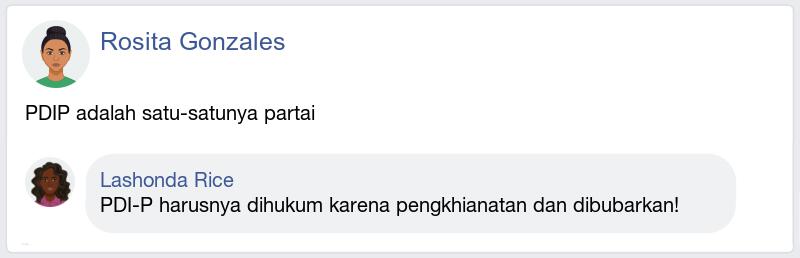 Rosita Gonzales
PDIP adalah satu-satunya partai
Lashonda Rice
PDI-P harusnya dihukum karena pengkhianatan dan dibubarkan!